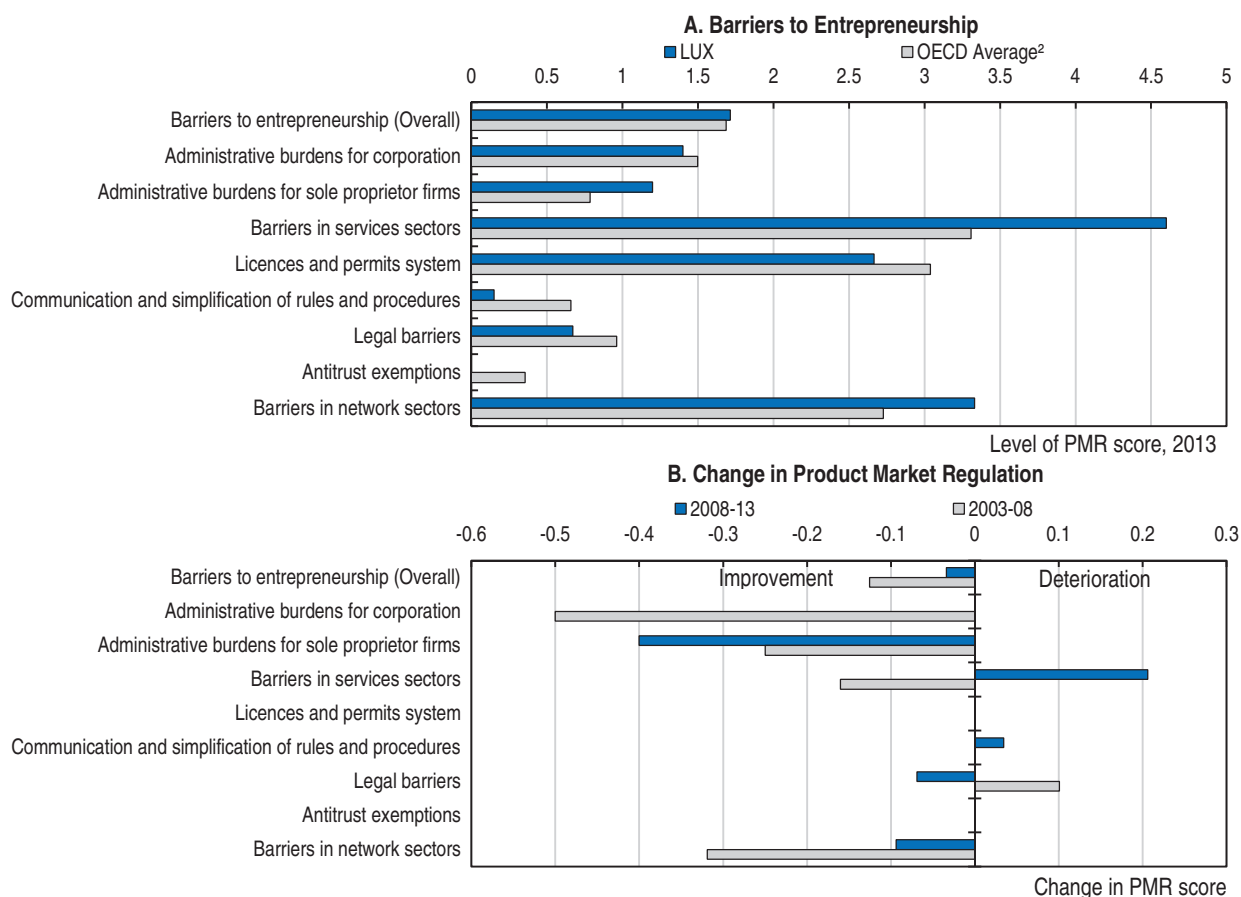 A. Barriers to Entrepreneurship
LUX OECD Average²
0 0.5 1 1.5 2 2.5 3 3.5 4 4.5 5
Barriers to entrepreneurship (Overall)
Administrative burdens for corporation
Administrative burdens for sole proprietor firms
Barriers in services sectors
Licences and permits system
Communication and simplification of rules and procedures
Legal barriers
Antitrust exemptions
Barriers in network sectors
Level of PMR score, 2013
B. Change in Product Market Regulation
2008-13 2003-08
-0.6 -0.5 -0.4 -0.3 -0.2 -0.1 0 0.1 0.2 0.3
Barriers to entrepreneurship (Overall) Improvement Deterioration
Administrative burdens for corporation
Administrative burdens for sole proprietor firms
Barriers in services sectors
Licences and permits system
Communication and simplification of rules and procedures
Legal barriers
Antitrust exemptions
Barriers in network sectors
Change in PMR score